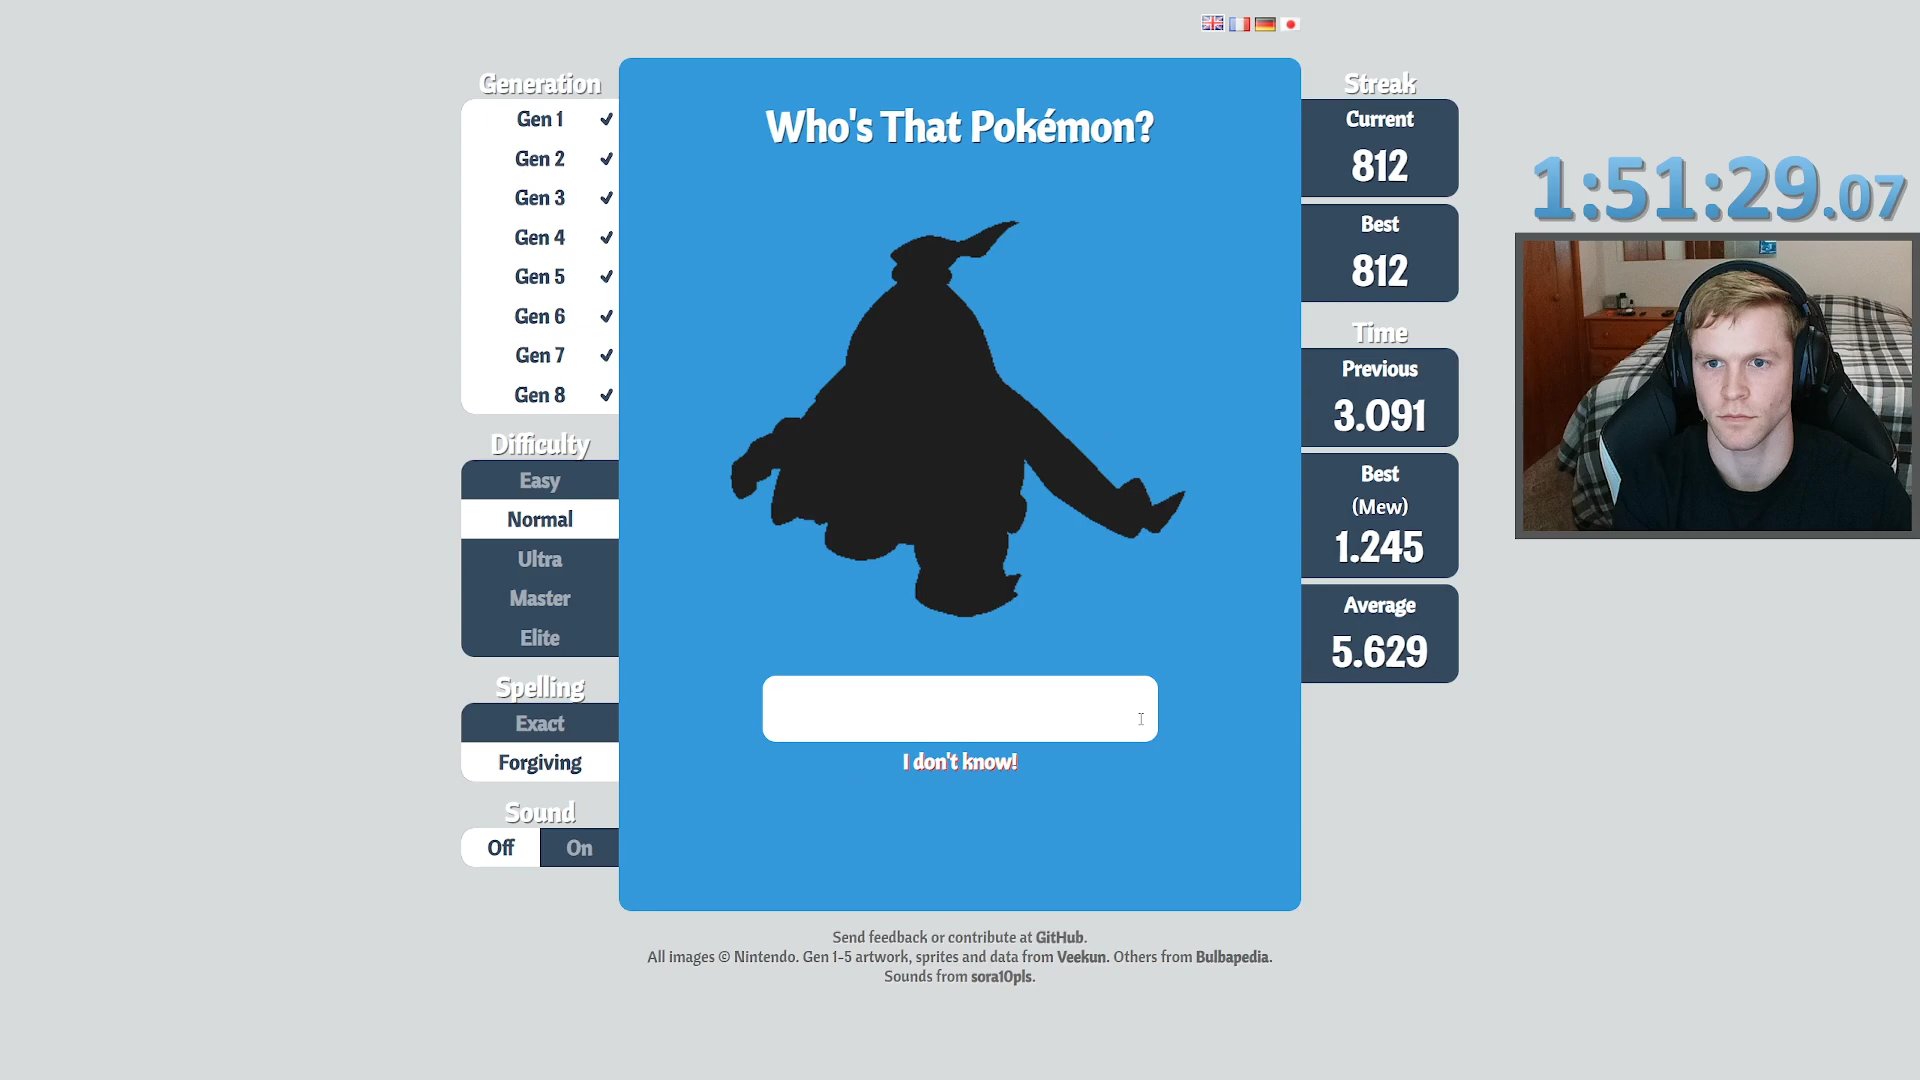 Generation
Gen 1
Gen 2
Gen 3
Gen 4
Gen 5
Gen 6
Gen 7
Gen 8
Difficulty
Easy
Normal
Ultra
Master
Elite
Spelling
Exact
Forgiving
Sound
Off On
Who's That Pokémon?
I don't know!
Streak
Current
812
Best
812
Time
Previous
3.091
Best
(Mew)
1.245
Average
5.629
1:51:29.07
Send feedback or contribute at GitHub.
All images © Nintendo. Gen 1-5 artwork, sprites and data from Veekun. Others from Bulbapedia.
Sounds from sora10pls.